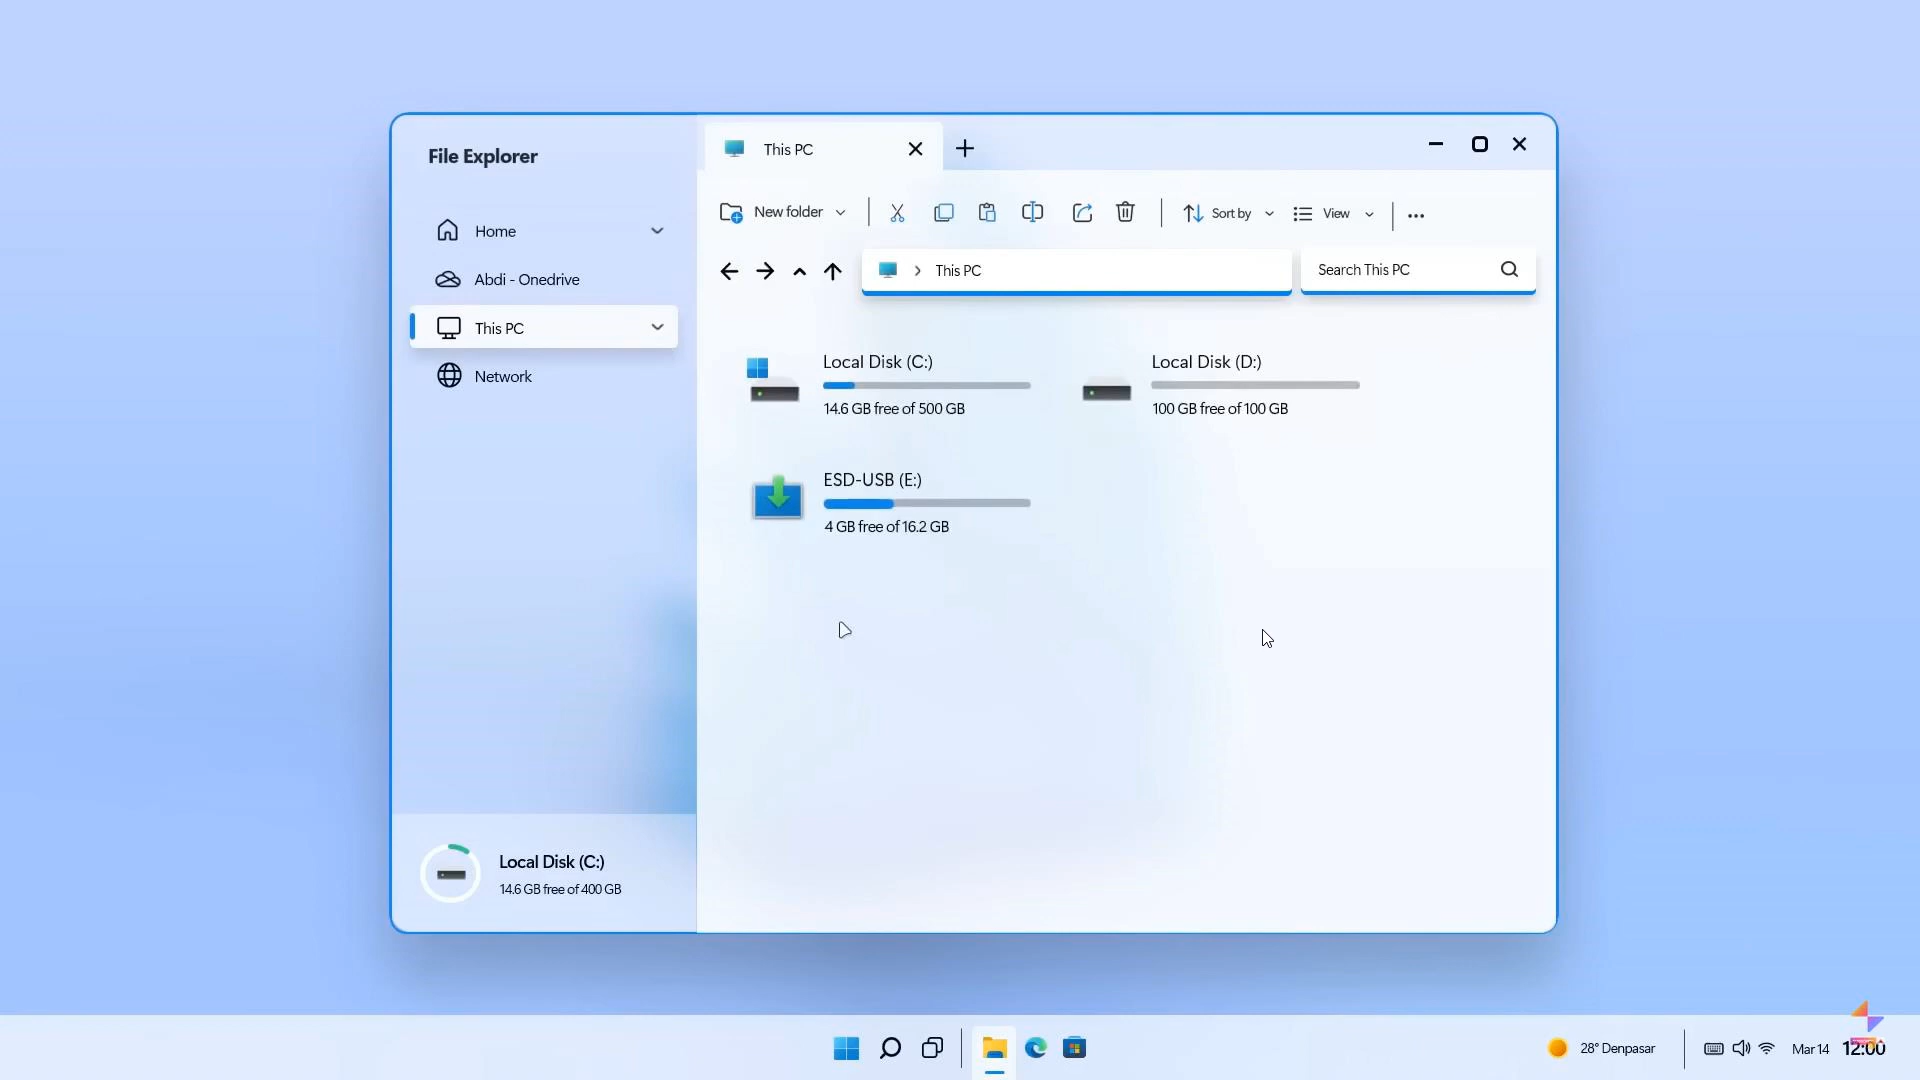 File Explorer
This PC
New folder
Sort by
View
Home
Abdi - Onedrive
This PC
Network
This PC
Search This PC
Local Disk (C:)
14.6 GB free of 500 GB
Local Disk (D:)
100 GB free of 100 GB
ESD-USB (E:)
4 GB free of 16.2 GB
Local Disk (C:)
14.6 GB free of 400 GB
28° Denpasar
Mar 14
12:00